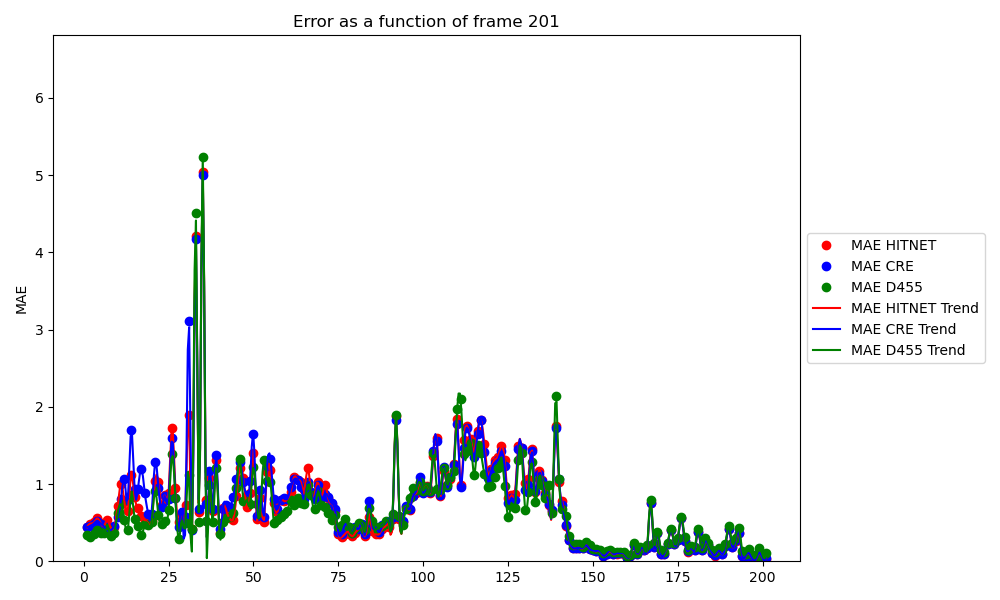 Error as a function of frame 201
MAE
6
5
4
3
2
1
0
0 25 50 75 100 125 150 175 200
MAE HITNET
MAE CRE
MAE D455
MAE HITNET Trend
MAE CRE Trend
MAE D455 Trend